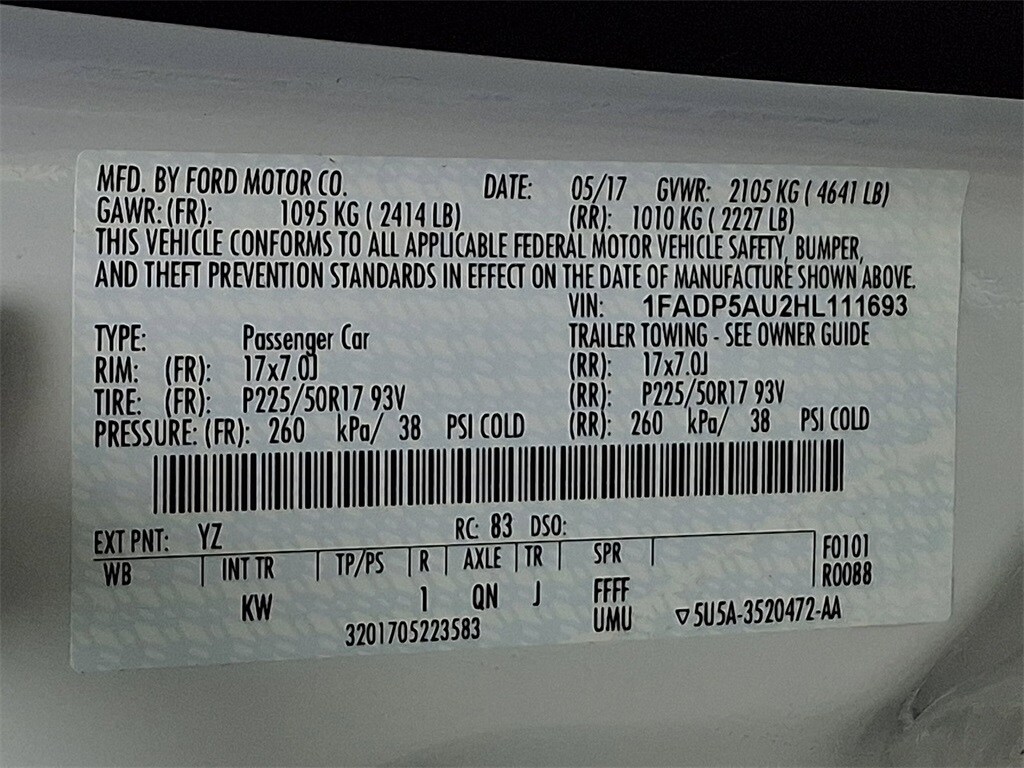 MFD. BY FORD MOTOR CO. DATE: 05/17 GVWR: 2105 KG ( 4641 LB)
GAWR: (FR): 1095 KG ( 2414 LB) (RR): 1010 KG ( 2227 LB)
THIS VEHICLE CONFORMS TO ALL APPLICABLE FEDERAL MOTOR VEHICLE SAFETY, BUMPER,
AND THEFT PREVENTION STANDARDS IN EFFECT ON THE DATE OF MANUFACTURE SHOWN ABOVE.
VIN: 1FADP5AU2HL111693
TYPE: Passenger Car TRAILER TOWING - SEE OWNER GUIDE
RIM: (FR): 17x7.0J (RR): 17x7.0J
TIRE: (FR): P225/50R17 93V (RR): P225/50R17 93V
PRESSURE: (FR): 260 kPa/ 38 PSI COLD (RR): 260 kPa/ 38 PSI COLD
EXT PNT: YZ RC: 83 DSO:
WB INT TR TP/PS R AXLE TR SPR F0101
R0088
KW 1 QN J FFFF
UMU
3201705223583 ▽5U5A-3520472-AA